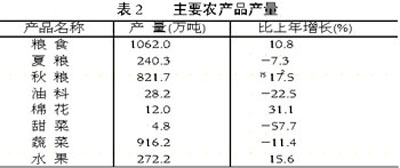 表2 主要农产品产量
产品名称 产量(万吨) 比上年增长(%)
粮食 1062.0 10.8
夏粮 240.3 -7.3
秋粮 821.7 17.5
油料 28.2 -22.5
棉花 12.0 31.1
甜菜 4.8 -57.7
蔬菜 916.2 -11.4
水果 272.2 15.6